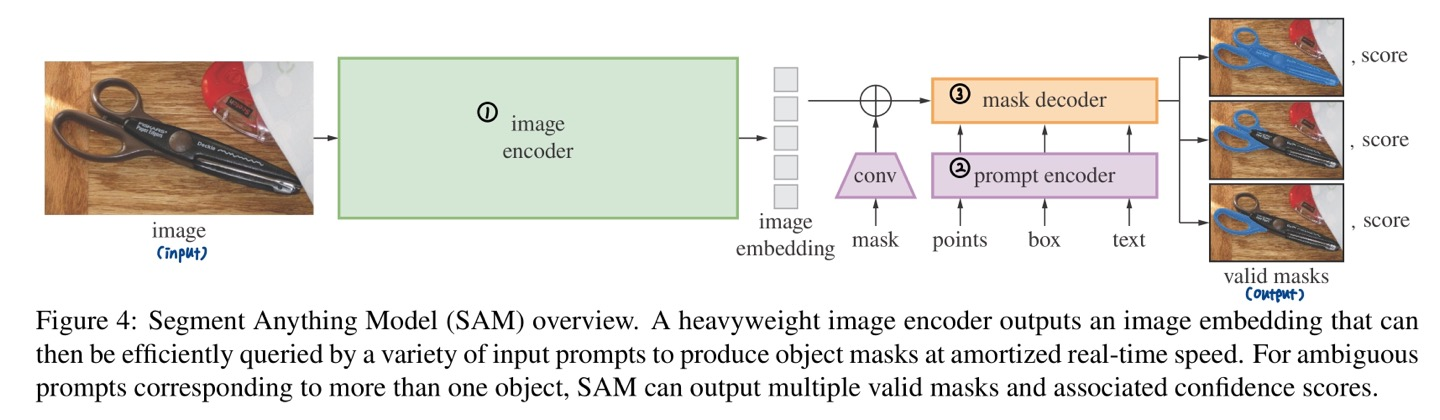 ① image
encoder
③ mask decoder
② prompt encoder
conv
, score
, score
, score
image
(input)
image
embedding
mask
points
box
text
valid masks
(output)
Figure 4: Segment Anything Model (SAM) overview. A heavyweight image encoder outputs an image embedding that can
then be efficiently queried by a variety of input prompts to produce object masks at amortized real-time speed. For ambiguous
prompts corresponding to more than one object, SAM can output multiple valid masks and associated confidence scores.